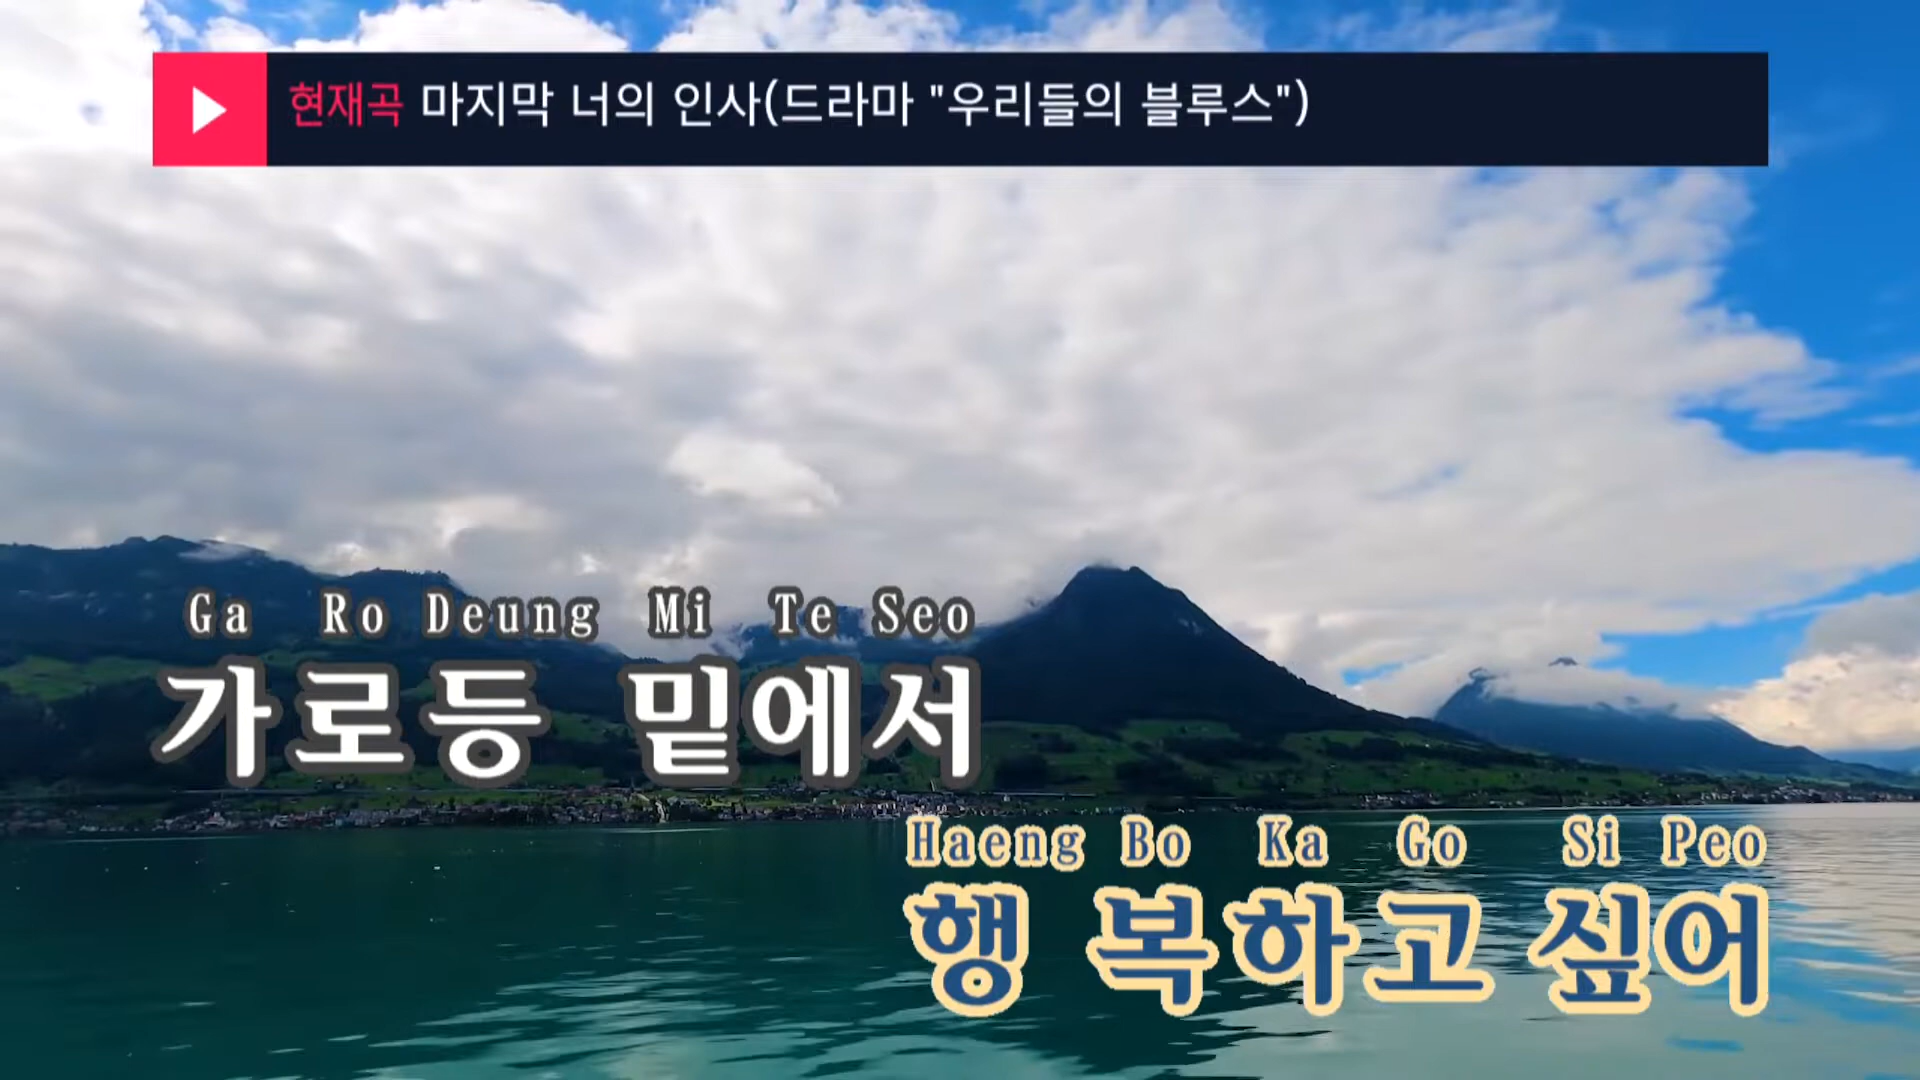 현재곡 마지막 너의 인사(드라마 "우리들의 블루스")
Ga Ro Deung Mi Te Seo
가로등 밑에서
Haeng Bo Ka Go Si Peo
행 복하고 싶어